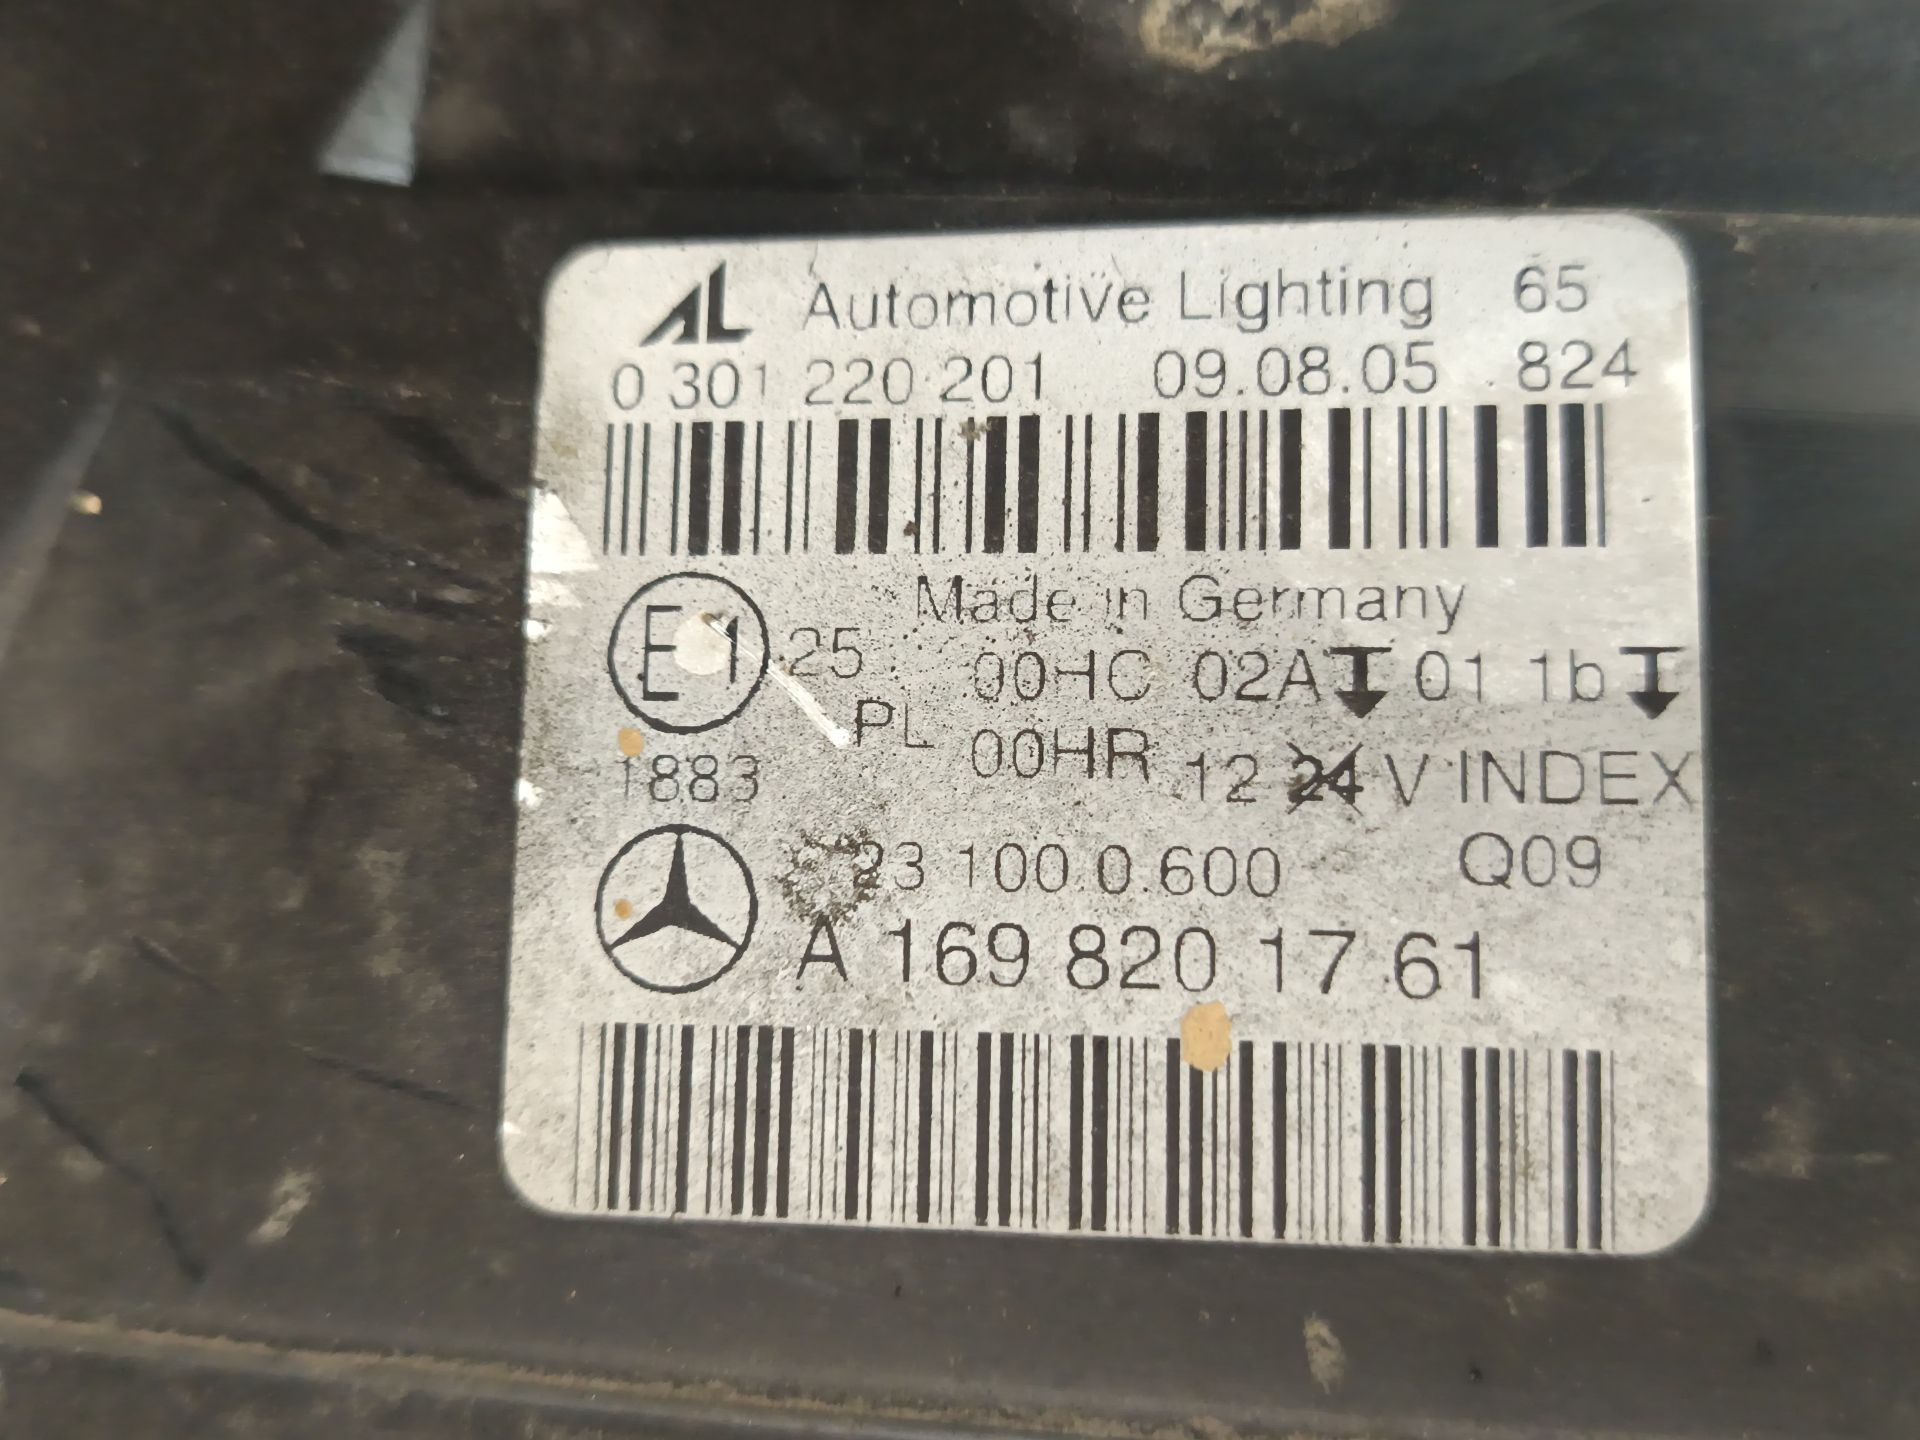 AL Automotive Lighting 65
0 301 220 201 09.08.05 824
Made in Germany
E1 25 00HC 02A 01 1b
PL 00HR 12 24 V INDEX
1883
23 100 0.600 Q09
A 169 820 17 61